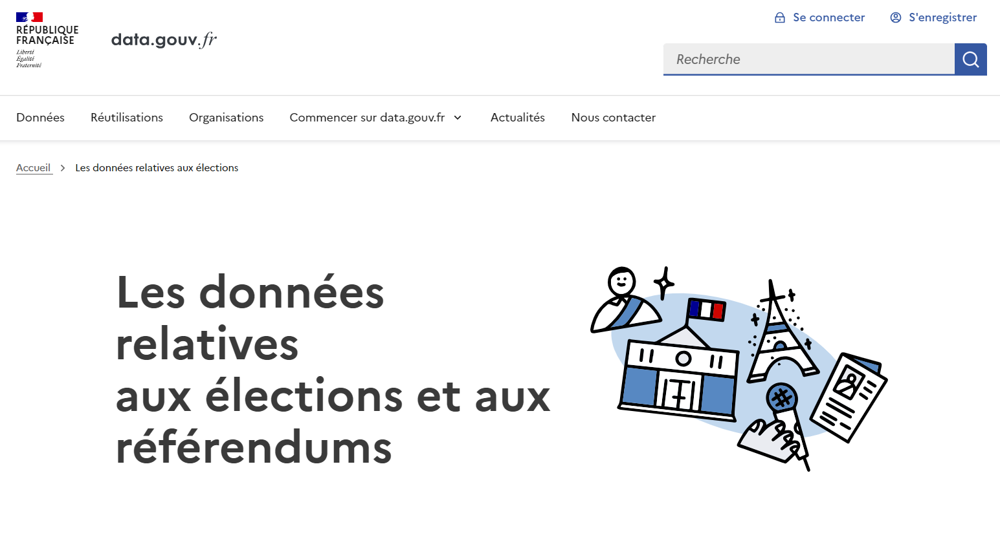 RÉPUBLIQUE
FRANÇAISE
Liberté
Égalité
Fraternité
data.gouv.fr
Se connecter
S'enregistrer
Recherche
Données
Réutilisations
Organisations
Commencer sur data.gouv.fr
Actualités
Nous contacter
Accueil
Les données relatives aux élections
Les données
relatives
aux élections et aux
référendums